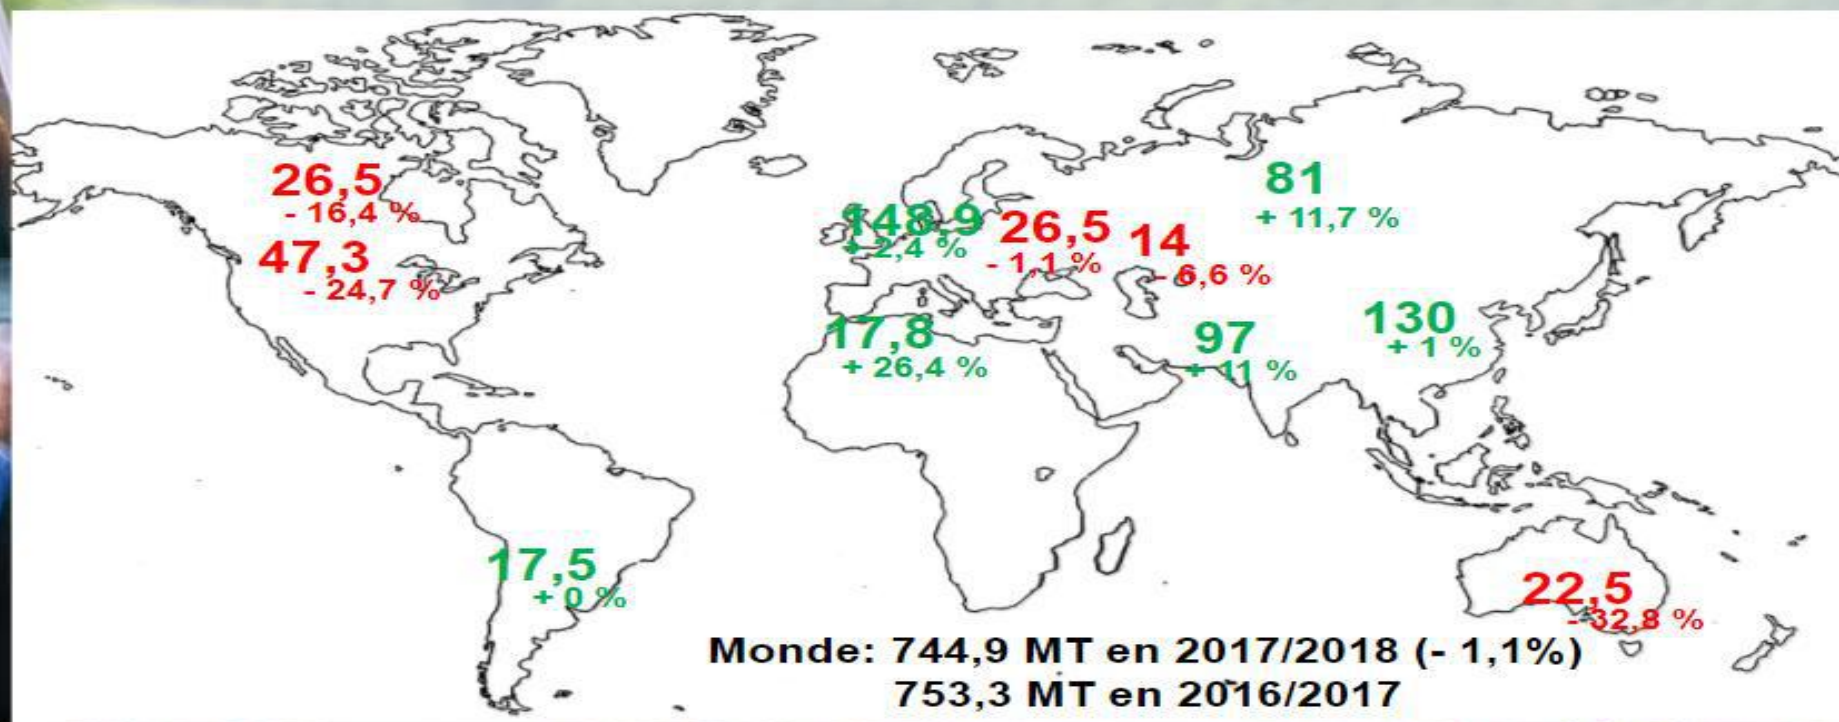 26,5
- 16,4 %
47,3
- 24,7 %
148,9
+ 2,4 %
26,5
- 1,1 %
14
- 6,6 %
81
+ 11,7 %
17,8
+ 26,4 %
97
+ 11 %
130
+ 1 %
17,5
+ 0 %
22,5
- 32,8 %
Monde: 744,9 MT en 2017/2018 (- 1,1%)
753,3 MT en 2016/2017